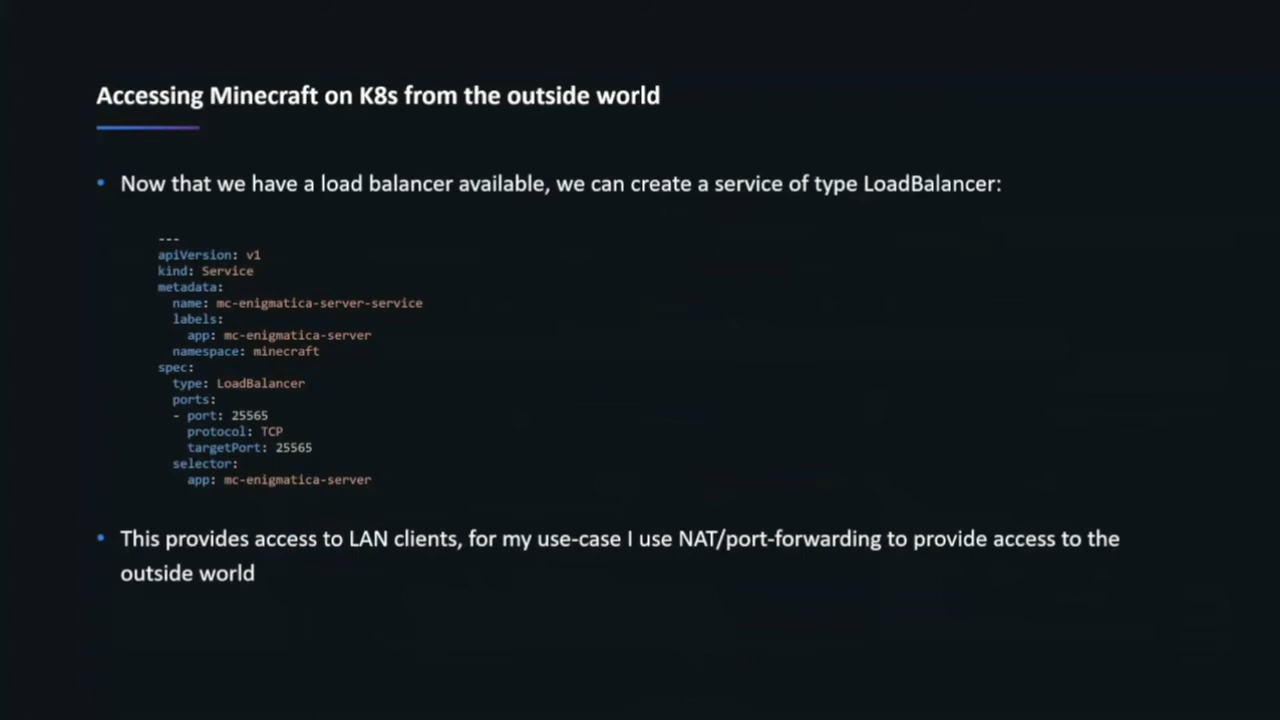 Accessing Minecraft on K8s from the outside world
• Now that we have a load balancer available, we can create a service of type LoadBalancer:
---
apiVersion: v1
kind: Service
metadata:
  name: mc-enigmatica-server-service
  labels:
    app: mc-enigmatica-server
  namespace: minecraft
spec:
  type: LoadBalancer
  ports:
  - port: 25565
    protocol: TCP
    targetPort: 25565
  selector:
    app: mc-enigmatica-server
• This provides access to LAN clients, for my use-case I use NAT/port-forwarding to provide access to the
outside world